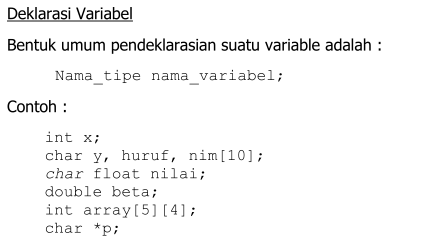 Deklarasi Variabel
Bentuk umum pendeklarasian suatu variable adalah :
Nama_tipe nama_variabel;
Contoh :
int x;
char y, huruf, nim[10];
char float nilai;
double beta;
int array[5][4];
char *p;